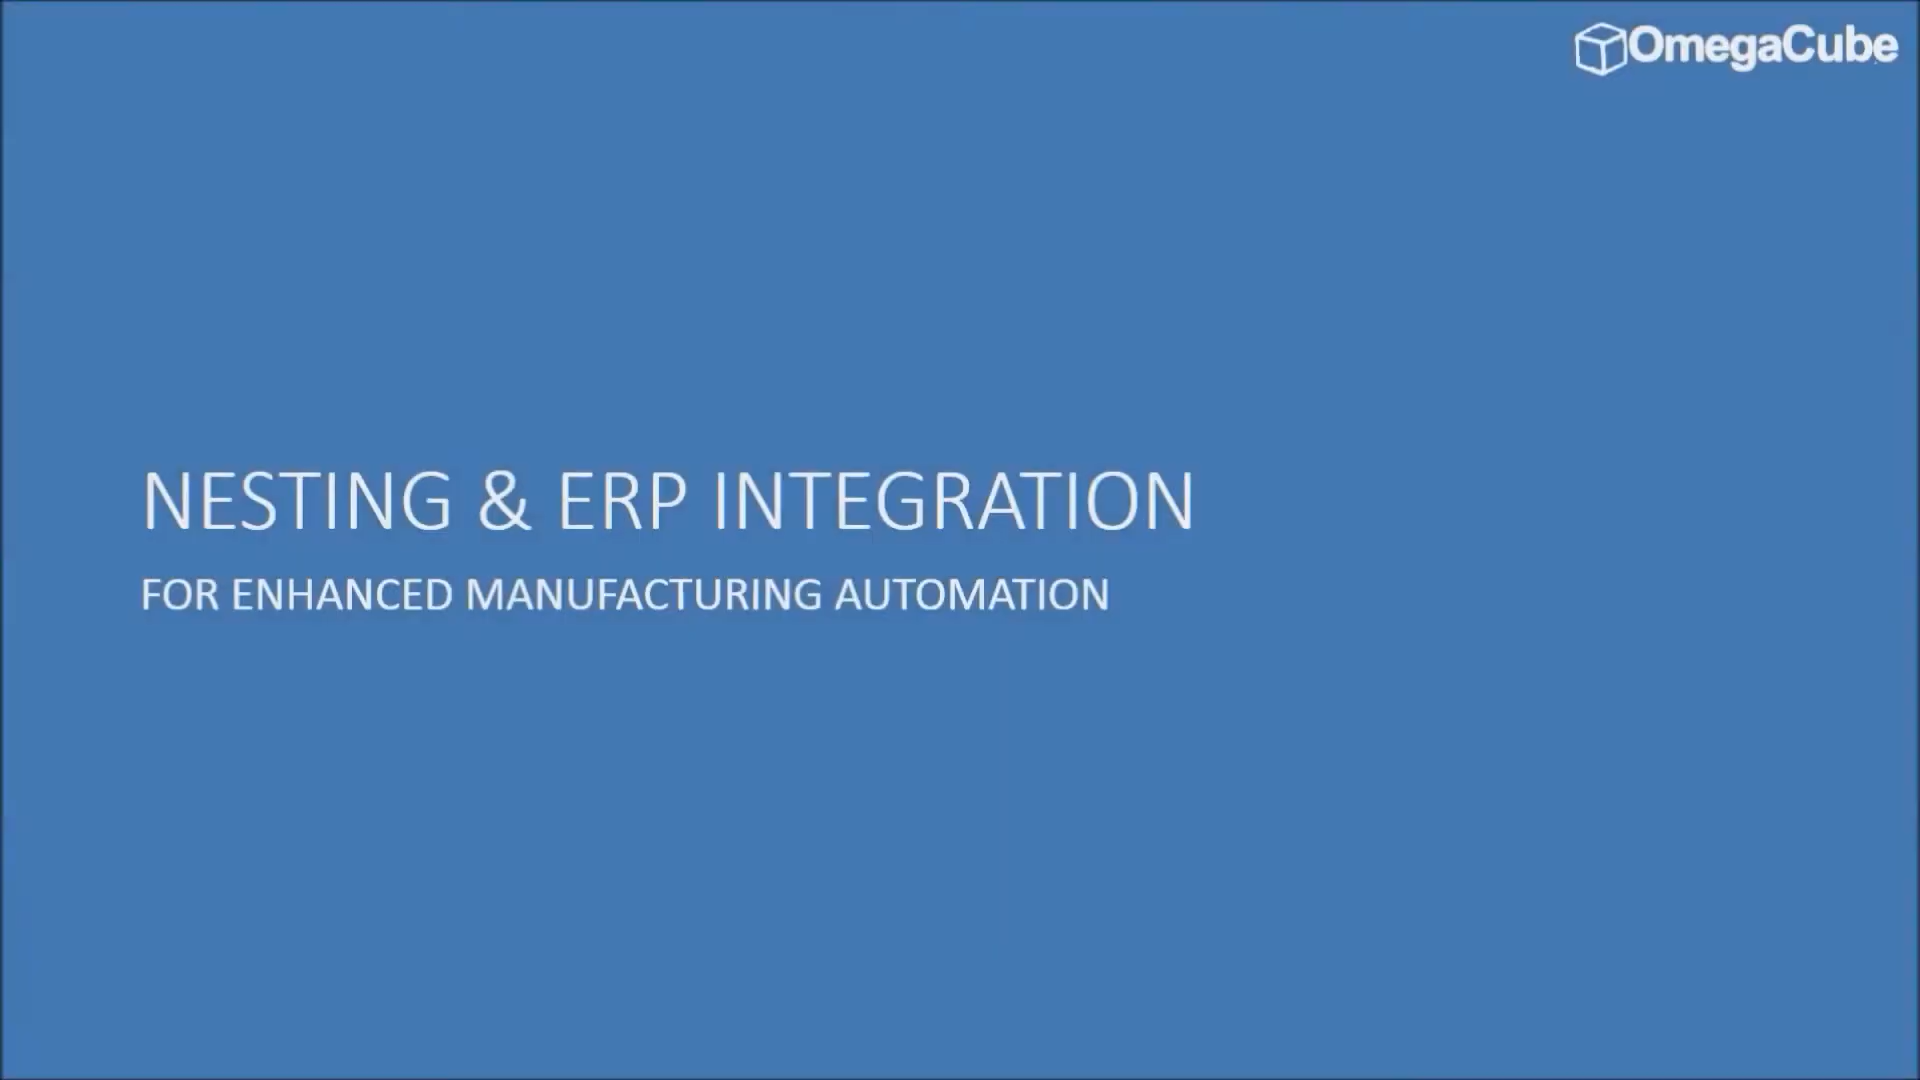 OmegaCube
NESTING & ERP INTEGRATION
FOR ENHANCED MANUFACTURING AUTOMATION